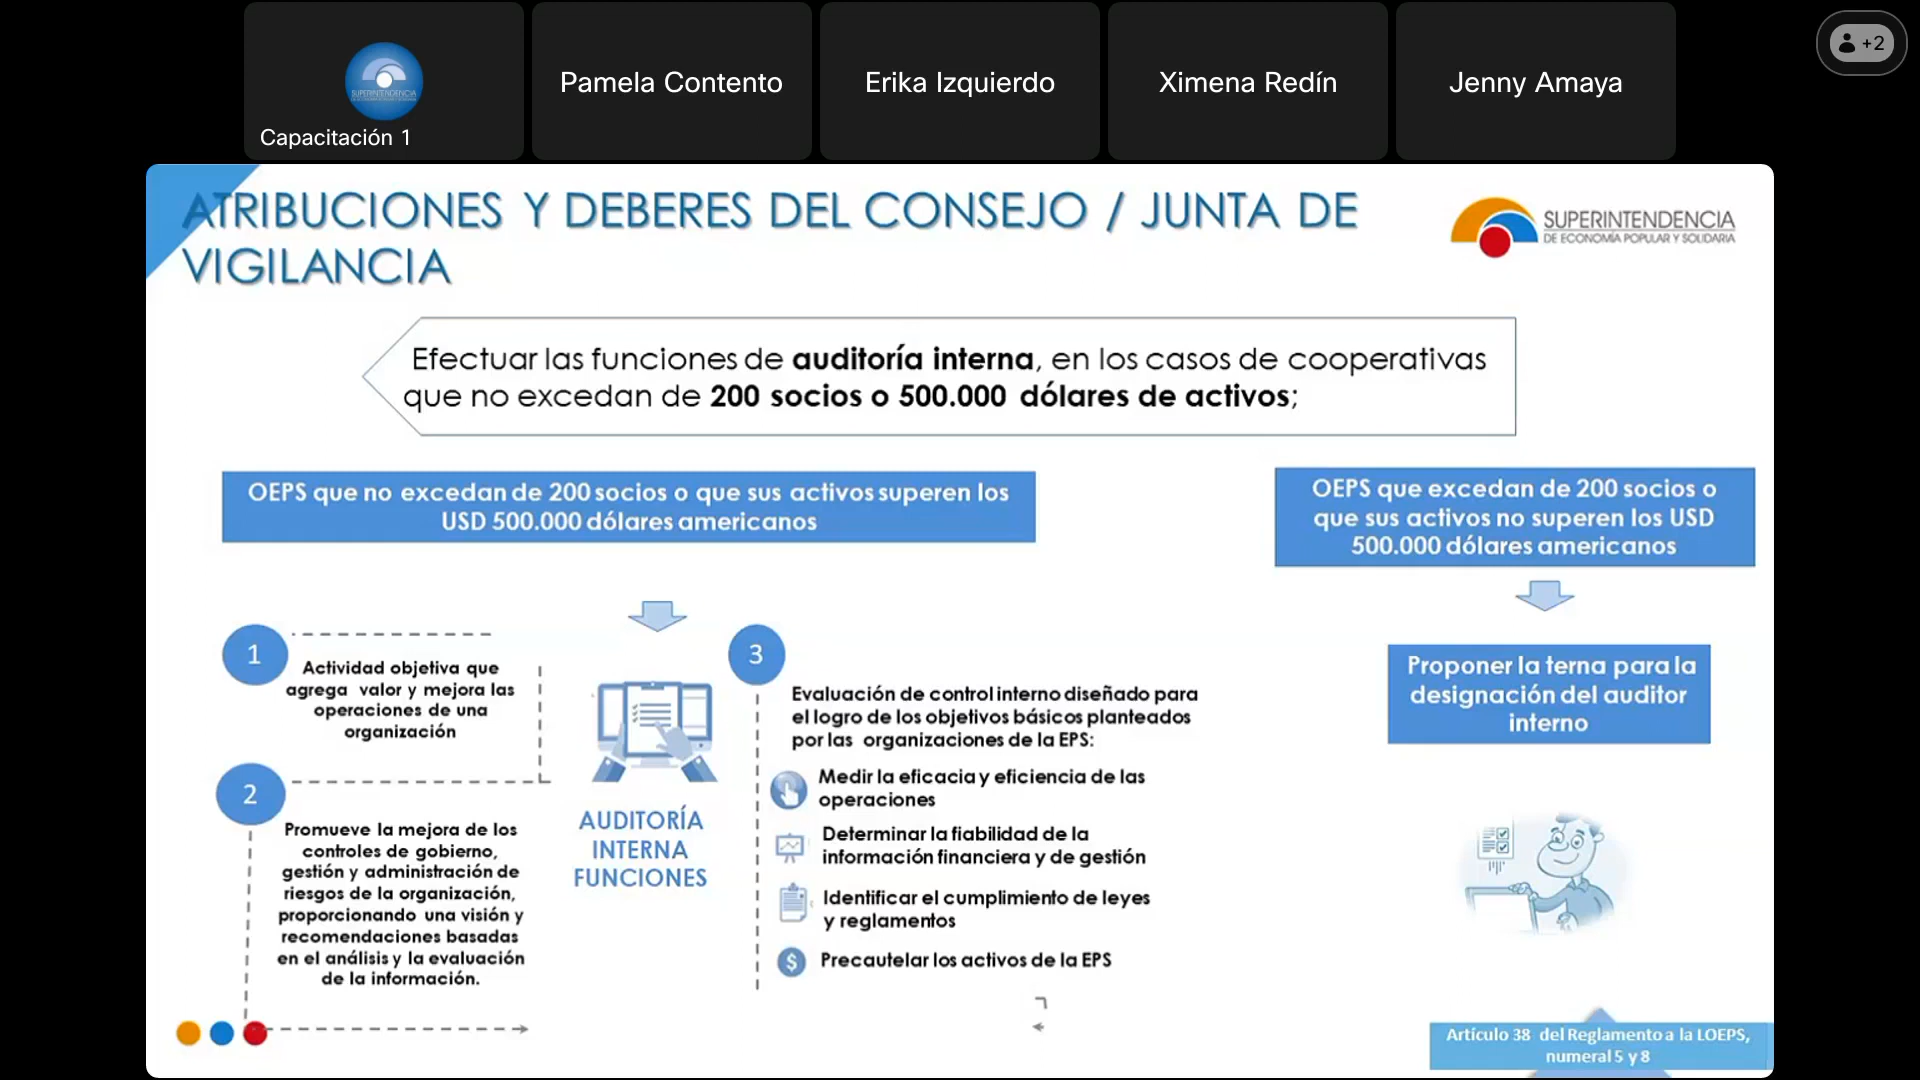 SUPERINTENDENCIA
DE ECONOMÍA POPULAR Y SOLIDARIA
Capacitación 1
Pamela Contento
Erika Izquierdo
Ximena Redín
Jenny Amaya
+2
ATRIBUCIONES Y DEBERES DEL CONSEJO / JUNTA DE
VIGILANCIA
SUPERINTENDENCIA
DE ECONOMÍA POPULAR Y SOLIDARIA
Efectuar las funciones de auditoría interna, en los casos de cooperativas
que no excedan de 200 socios o 500.000 dólares de activos;
OEPS que no excedan de 200 socios o que sus activos superen los
USD 500.000 dólares americanos
OEPS que excedan de 200 socios o
que sus activos no superen los USD
500.000 dólares americanos
1
Actividad objetiva que
agrega valor y mejora las
operaciones de una
organización
2
Promueve la mejora de los
controles de gobierno,
gestión y administración de
riesgos de la organización,
proporcionando una visión y
recomendaciones basadas
en el análisis y la evaluación
de la información.
AUDITORÍA
INTERNA
FUNCIONES
3
Evaluación de control interno diseñado para
el logro de los objetivos básicos planteados
por las organizaciones de la EPS:
Medir la eficacia y eficiencia de las
operaciones
Determinar la fiabilidad de la
información financiera y de gestión
Identificar el cumplimiento de leyes
y reglamentos
$
Precautelar los activos de la EPS
Proponer la terna para la
designación del auditor
interno
Artículo 38 del Reglamento a la LOEPS,
numeral 5 y 8